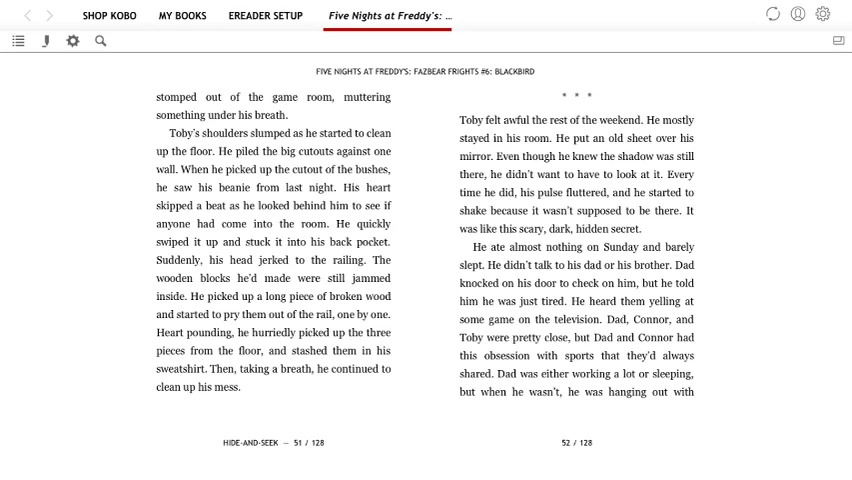 SHOP KOBO
MY BOOKS
EREADER SETUP
Five Nights at Freddy's: ...
FIVE NIGHTS AT FREDDY'S: FAZBEAR FRIGHTS #6: BLACKBIRD
stomped out of the game room, muttering
something under his breath.
Toby's shoulders slumped as he started to clean
up the floor. He piled the big cutouts against one
wall. When he picked up the cutout of the bushes,
he saw his beanie from last night. His heart
skipped a beat as he looked behind him to see if
anyone had come into the room. He quickly
swiped it up and stuck it into his back pocket.
Suddenly, his head jerked to the railing. The
wooden blocks he'd made were still jammed
inside. He picked up a long piece of broken wood
and started to pry them out of the rail, one by one.
Heart pounding, he hurriedly picked up the three
pieces from the floor, and stashed them in his
sweatshirt. Then, taking a breath, he continued to
clean up his mess.
HIDE-AND-SEEK — 51 / 128
* * *
Toby felt awful the rest of the weekend. He mostly
stayed in his room. He put an old sheet over his
mirror. Even though he knew the shadow was still
there, he didn't want to have to look at it. Every
time he did, his pulse fluttered, and he started to
shake because it wasn't supposed to be there. It
was like this scary, dark, hidden secret.
He ate almost nothing on Sunday and barely
slept. He didn't talk to his dad or his brother. Dad
knocked on his door to check on him, but he told
him he was just tired. He heard them yelling at
some game on the television. Dad, Connor, and
Toby were pretty close, but Dad and Connor had
this obsession with sports that they'd always
shared. Dad was either working a lot or sleeping,
but when he wasn't, he was hanging out with
52 / 128